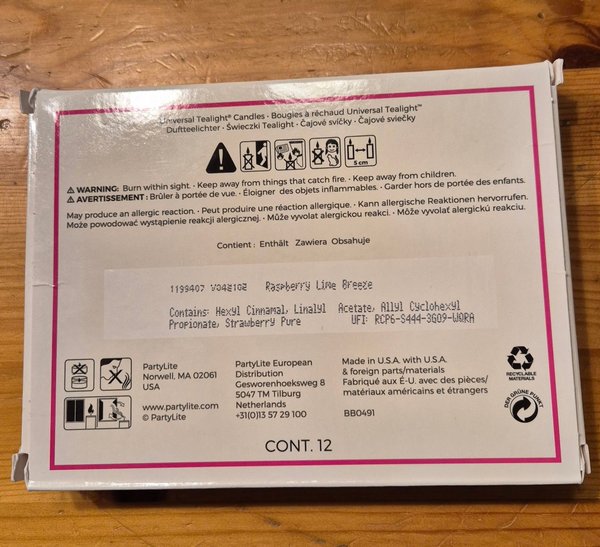 Universal Tealight® Candles • Bougies à réchaud Universal Tealight™
Duftteelichter • Świeczki Tealight • Čajové svíčky • Čajové sviečky
5 cm
⚠ WARNING: Burn within sight. • Keep away from things that catch fire. • Keep away from children.
⚠ AVERTISSEMENT : Brûler à portée de vue. • Éloigner des objets inflammables. • Garder hors de portée des enfants.
May produce an allergic reaction. • Peut produire une réaction allergique. • Kann allergische Reaktionen hervorrufen.
Może powodować wystąpienie reakcji alergicznej. • Může vyvolat alergickou reakci. • Môže vyvolať alergickú reakciu.
Contient : Enthält Zawiera Obsahuje
1199407 V042102 Raspberry Lime Breeze
Contains: Hexyl Cinnamal, Linalyl Acetate, Allyl Cyclohexyl
Propionate, Strawberry Pure UFI: RCP6-S444-3G09-WQRA
PartyLite
Norwell, MA 02061
USA
www.partylite.com
© PartyLite
PartyLite European
Distribution
Gesworenhoeksweg 8
5047 TM Tilburg
Netherlands
+31(0)13 57 29 100
Made in U.S.A. with U.S.A.
& foreign parts/materials
Fabriqué aux É.-U. avec des pièces/
matériaux américains et étrangers
BB0491
RECYCLABLE
MATERIALS
DER GRÜNE PUNKT
CONT. 12